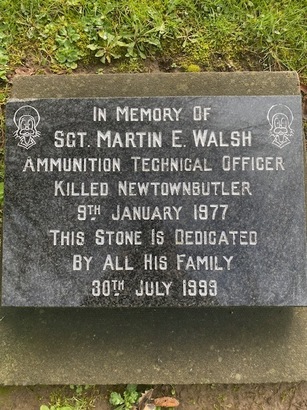 In Memory Of
Sgt. Martin E. Walsh
Ammunition Technical Officer
Killed Newtownbutler
9th January 1977
This Stone Is Dedicated
By All His Family
30th July 1999